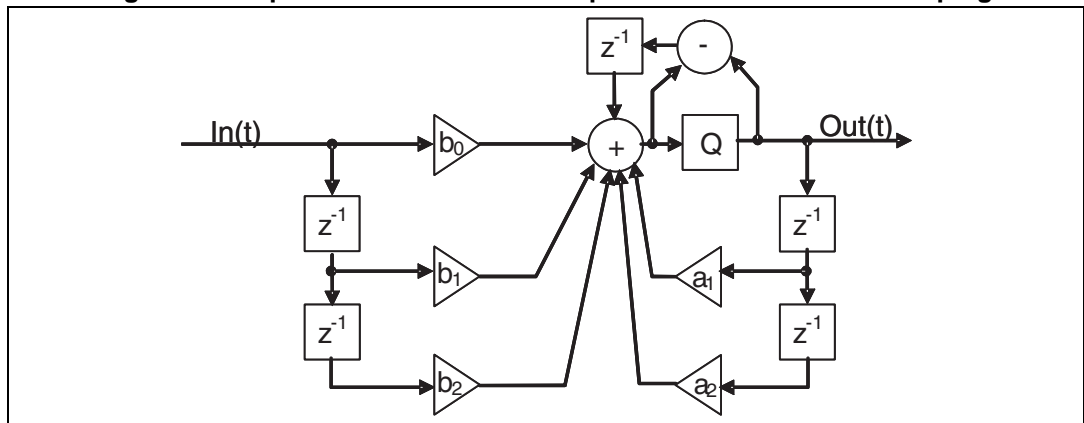 z⁻¹
-
In(t)
b₀
+
Q
Out(t)
z⁻¹
z⁻¹
b₁
a₁
z⁻¹
z⁻¹
b₂
a₂